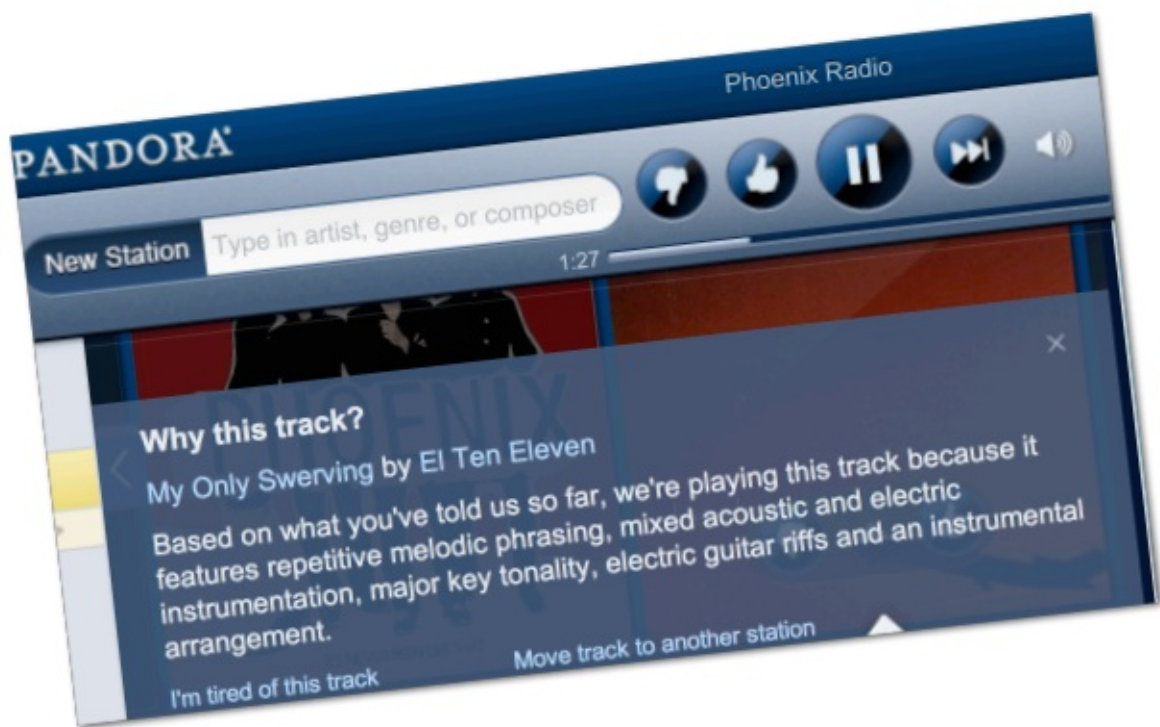 Phoenix Radio
PANDORA®
New Station
Type in artist, genre, or composer
1:27
PHOENIX
Why this track?
My Only Swerving by El Ten Eleven
Based on what you've told us so far, we're playing this track because it
features repetitive melodic phrasing, mixed acoustic and electric
instrumentation, major key tonality, electric guitar riffs and an instrumental
arrangement.
I'm tired of this track
Move track to another station